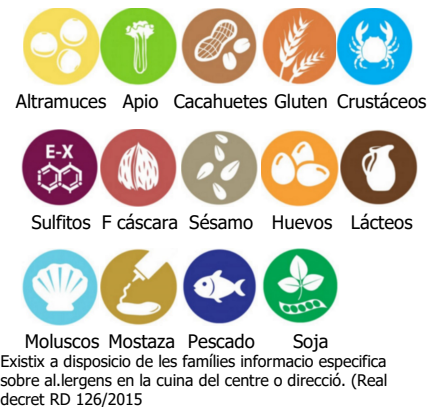 Altramuces Apio Cacahuetes Gluten Crustáceos
E-X
Sulfitos F cáscara Sésamo Huevos Lácteos
Moluscos Mostaza Pescado Soja
Existix a disposicio de les famílies informacio especifica
sobre al.lergens en la cuina del centre o direcció. (Real
decret RD 126/2015